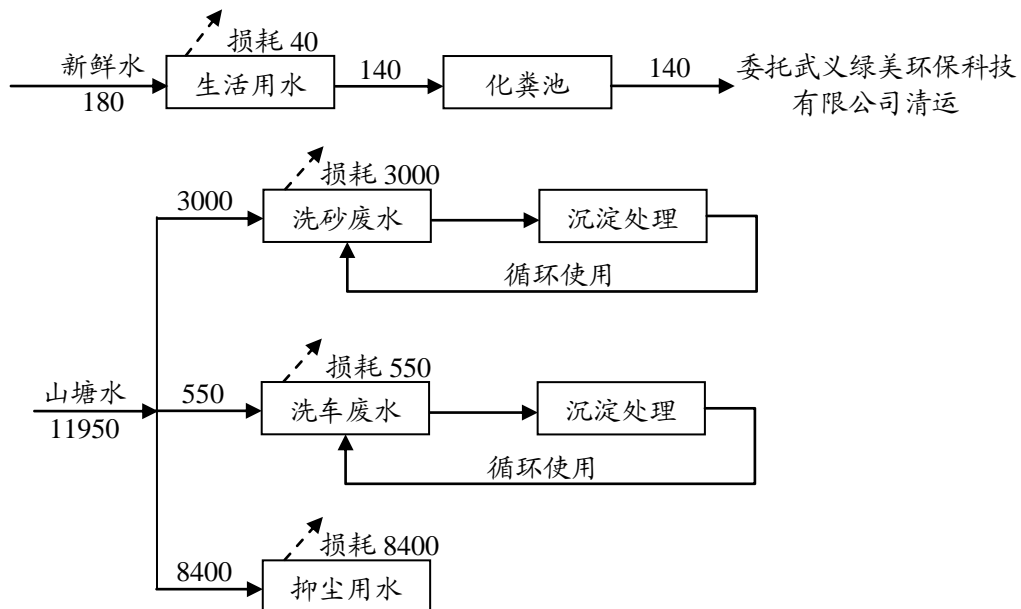 损耗 40
新鲜水
180
生活用水
140
化粪池
140
委托武义绿美环保科技
有限公司清运
损耗 3000
3000
洗砂废水
沉淀处理
循环使用
损耗 550
山塘水
11950
550
洗车废水
沉淀处理
循环使用
损耗 8400
8400
抑尘用水